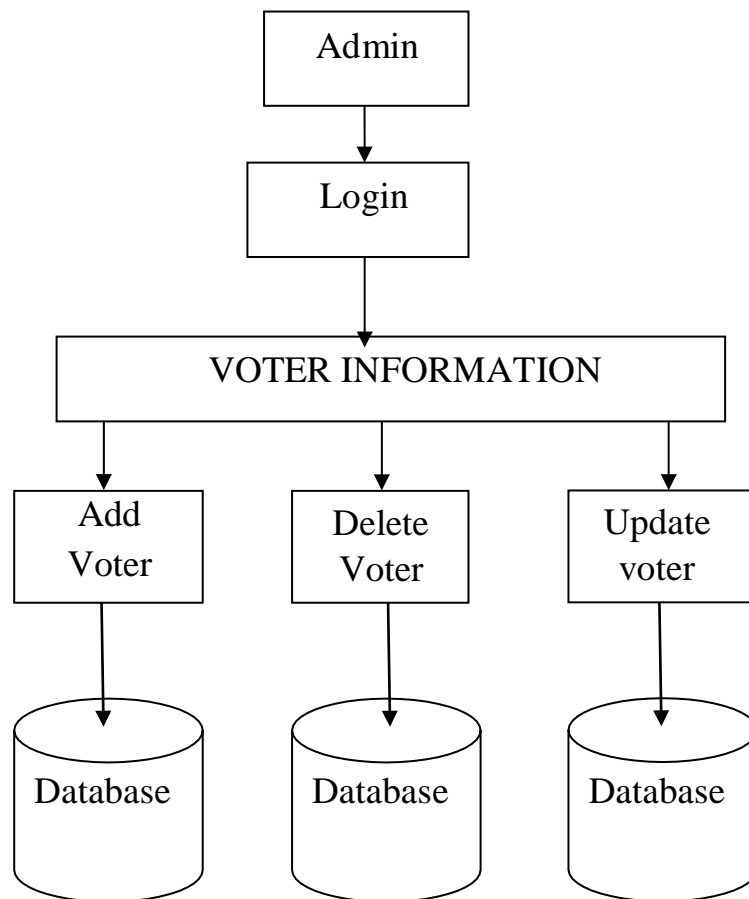 Admin
Login
VOTER INFORMATION
Add
Voter
Delete
Voter
Update
voter
Database
Database
Database